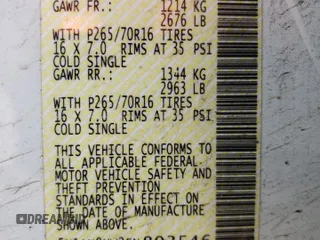 GAWR FR.: 1214 KG
2676 LB
WITH P265/70R16 TIRES
16 X 7.0 RIMS AT 35 PSI
COLD SINGLE
GAWR RR.: 1344 KG
2963 LB
WITH P265/70R16 TIRES
16 X 7.0 RIMS AT 35 PSI
COLD SINGLE
THIS VEHICLE CONFORMS TO
ALL APPLICABLE FEDERAL
MOTOR VEHICLE SAFETY AND
THEFT PREVENTION
STANDARDS IN EFFECT ON
THE DATE OF MANUFACTURE
SHOWN ABOVE.